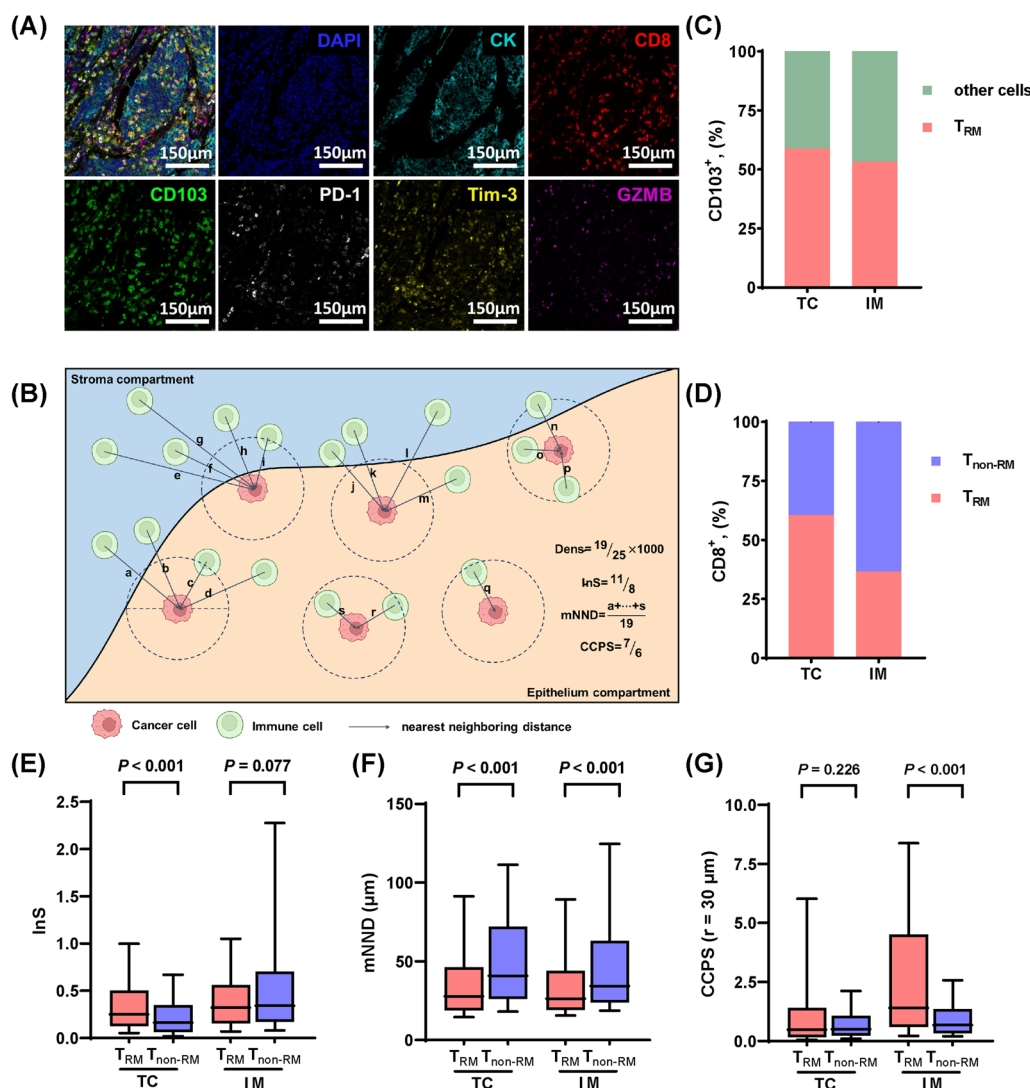 (A)
DAPI
CK
CD8
150μm
150μm
150μm
150μm
CD103
PD-1
Tim-3
GZMB
150μm
150μm
150μm
150μm
(B)
Stroma compartment
g
h
i
f
e
j
k
l
m
n
o
p
a
b
c
d
s
r
q
Dens= 19/25 ×1000
InS= 11/8
mNND= a+···+s
19
CCPS= 7/6
Epithelium compartment
Cancer cell
Immune cell
nearest neighboring distance
(C)
CD103+, (%)
100
75
50
25
0
TC
IM
other cells
TRM
(D)
CD8+, (%)
100
75
50
25
0
TC
IM
Tnon-RM
TRM
(E)
P < 0.001
P = 0.077
InS
2.5
2.0
1.5
1.0
0.5
0.0
TRM Tnon-RM TRM Tnon-RM
TC
IM
(F)
P < 0.001
P < 0.001
mNND (μm)
150
100
50
0
TRM Tnon-RM TRM Tnon-RM
TC
IM
(G)
P = 0.226
P < 0.001
CCPS (r = 30 μm)
10.0
7.5
5.0
2.5
0.0
TRM Tnon-RM TRM Tnon-RM
TC
IM